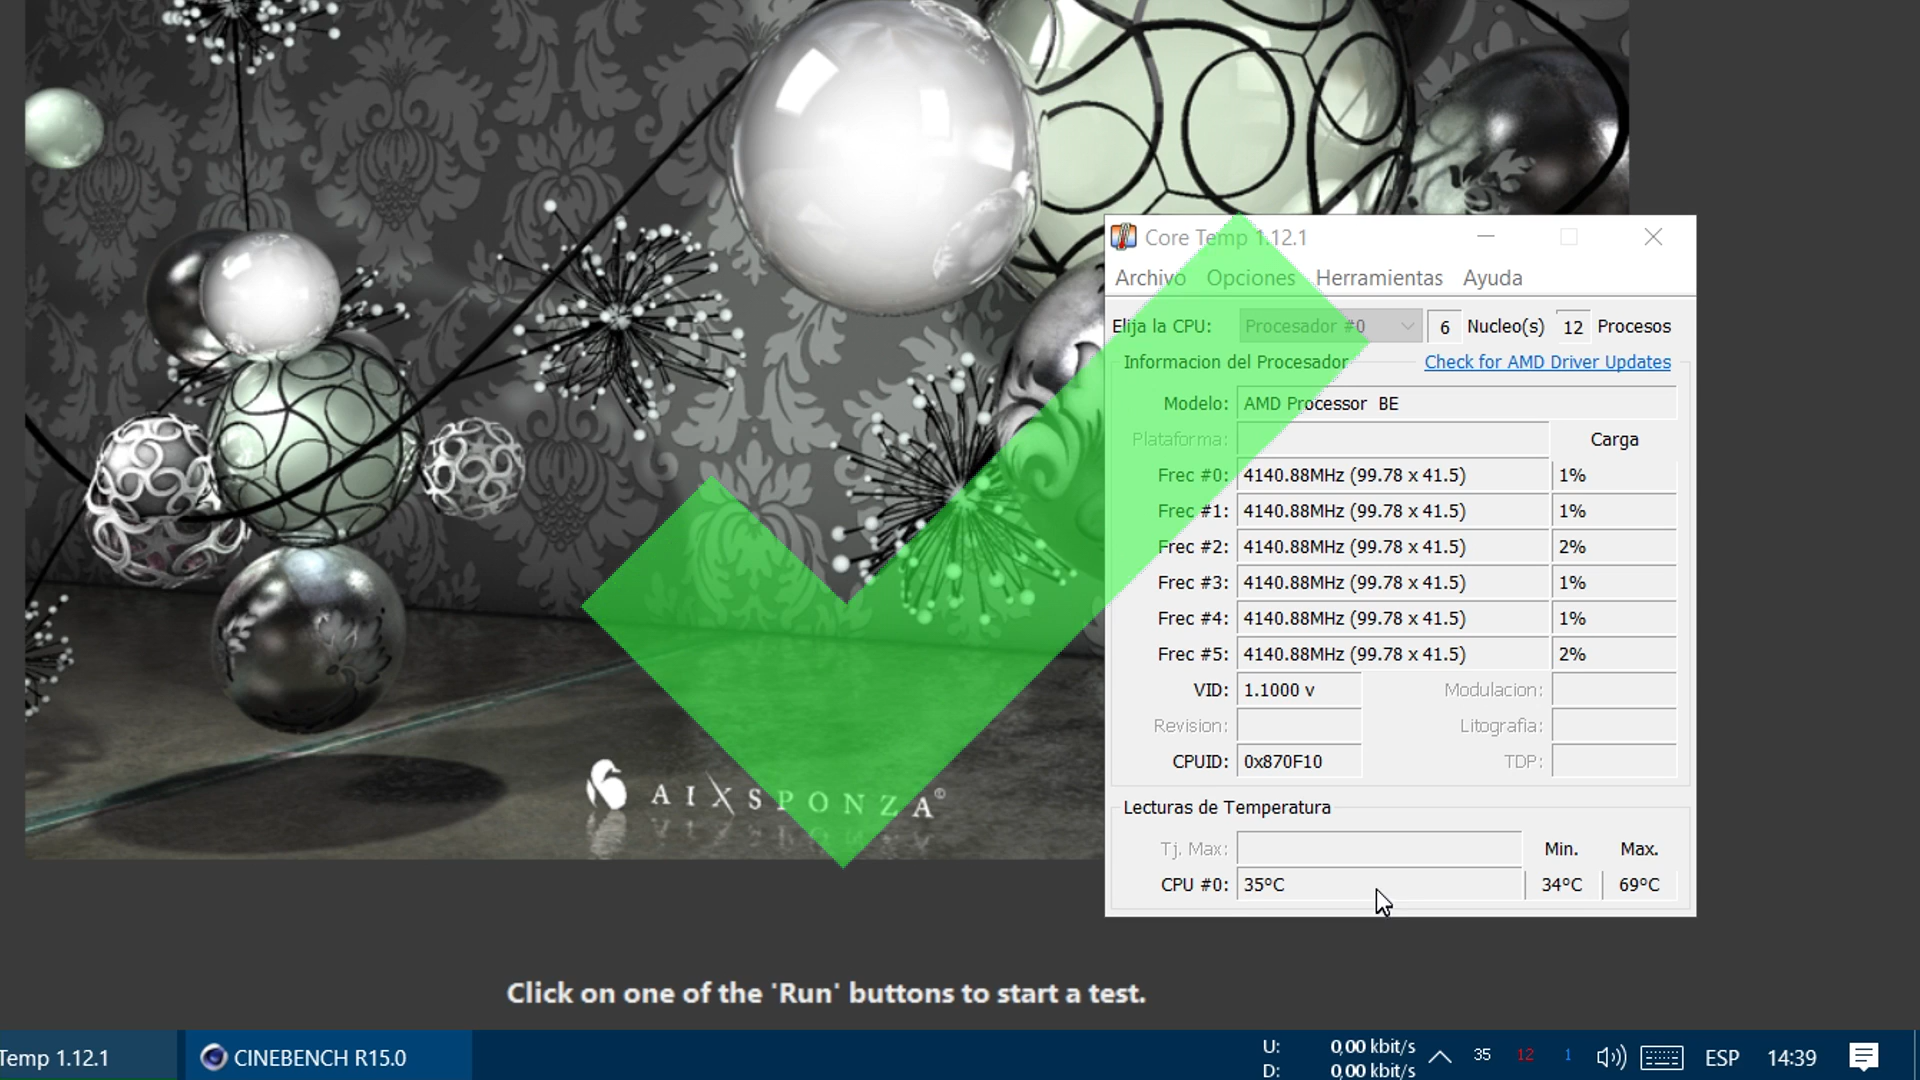 Core Temp 1.12.1
Archivo Opciones Herramientas Ayuda
Elija la CPU: Procesador #0 6 Nucleo(s) 12 Procesos
Informacion del Procesador Check for AMD Driver Updates
Modelo: AMD Processor BE
Plataforma: Carga
Frec #0: 4140.88MHz (99.78 x 41.5) 1%
Frec #1: 4140.88MHz (99.78 x 41.5) 1%
Frec #2: 4140.88MHz (99.78 x 41.5) 2%
Frec #3: 4140.88MHz (99.78 x 41.5) 1%
Frec #4: 4140.88MHz (99.78 x 41.5) 1%
Frec #5: 4140.88MHz (99.78 x 41.5) 2%
VID: 1.1000 v Modulacion:
Revision: Litografia:
CPUID: 0x870F10 TDP:
AIXSPONZA©
Lecturas de Temperatura
Tj. Max: Min. Max.
CPU #0: 35ºC 34ºC 69ºC
Click on one of the 'Run' buttons to start a test.
Temp 1.12.1 CINEBENCH R15.0
U: 0,00 kbit/s
D: 0,00 kbit/s
35 12 1 ESP 14:39